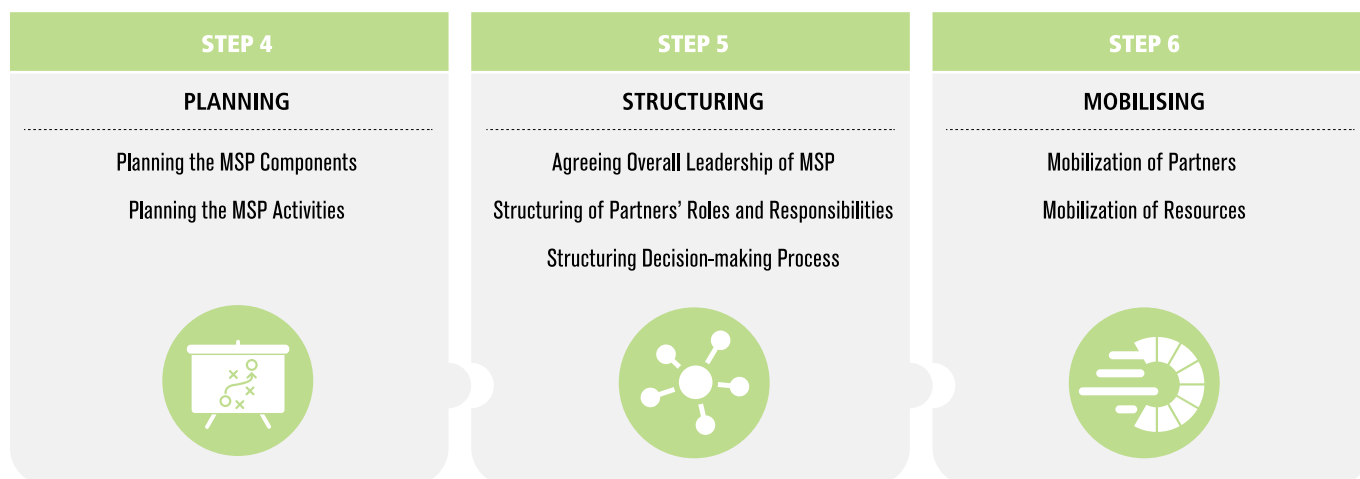 STEP 4
PLANNING
Planning the MSP Components
Planning the MSP Activities
STEP 5
STRUCTURING
Agreeing Overall Leadership of MSP
Structuring of Partners' Roles and Responsibilities
Structuring Decision-making Process
STEP 6
MOBILISING
Mobilization of Partners
Mobilization of Resources